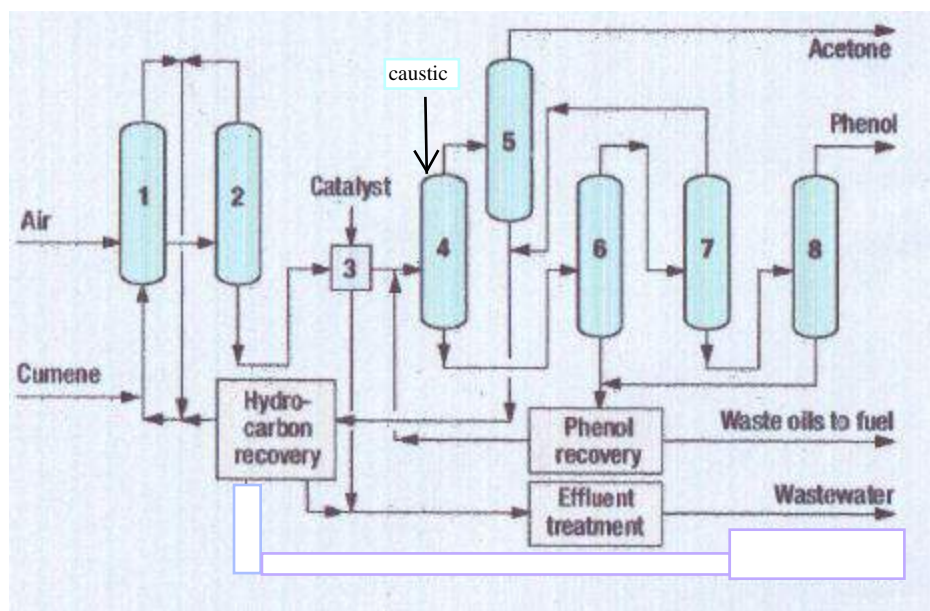 Acetone
caustic
Phenol
5
1
2
Catalyst
Air
3
4
6
7
8
Cumene
Hydro-
carbon
recovery
Phenol
recovery
Waste oils to fuel
Effluent
treatment
Wastewater